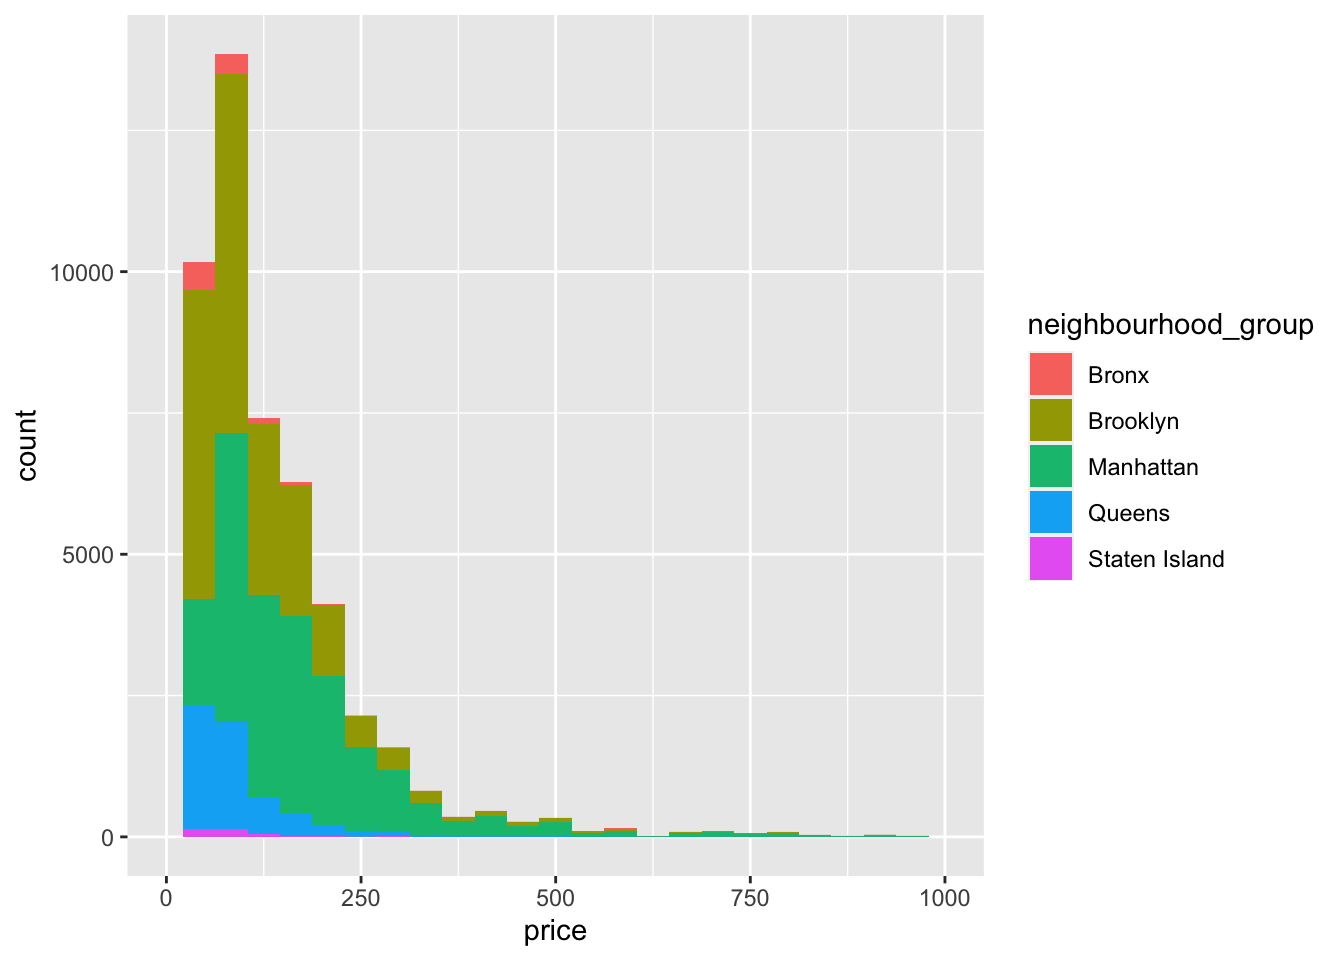 count
10000
5000
0
0
250
500
750
1000
price
neighbourhood_group
Bronx
Brooklyn
Manhattan
Queens
Staten Island